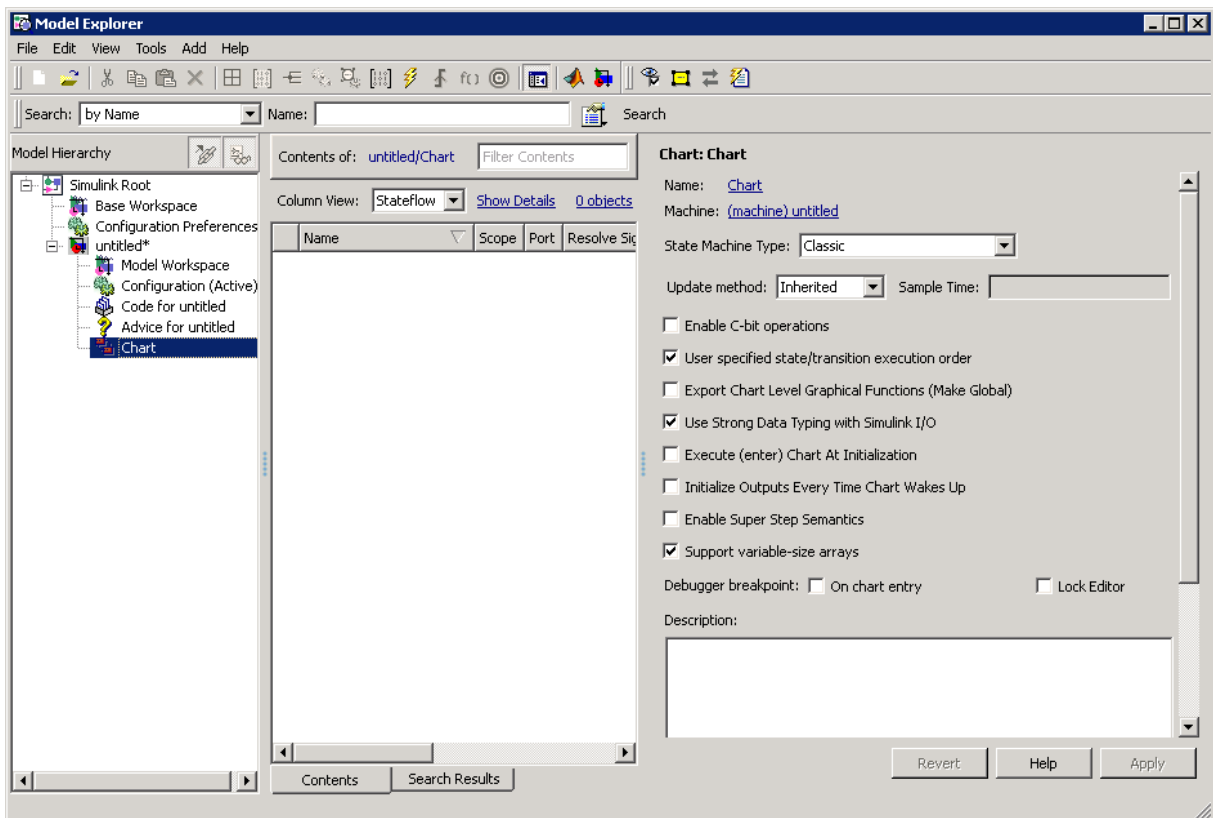 Model Explorer
File Edit View Tools Add Help
f()
Search: by Name Name: Search
Model Hierarchy
Simulink Root
Base Workspace
Configuration Preferences
untitled*
Model Workspace
Configuration (Active)
Code for untitled
Advice for untitled
Chart
Contents of: untitled/Chart Filter Contents
Column View: Stateflow Show Details 0 objects
Name Scope Port Resolve Sig
Contents Search Results
Chart: Chart
Name: Chart
Machine: (machine) untitled
State Machine Type: Classic
Update method: Inherited Sample Time:
Enable C-bit operations
User specified state/transition execution order
Export Chart Level Graphical Functions (Make Global)
Use Strong Data Typing with Simulink I/O
Execute (enter) Chart At Initialization
Initialize Outputs Every Time Chart Wakes Up
Enable Super Step Semantics
Support variable-size arrays
Debugger breakpoint: On chart entry Lock Editor
Description:
Revert Help Apply